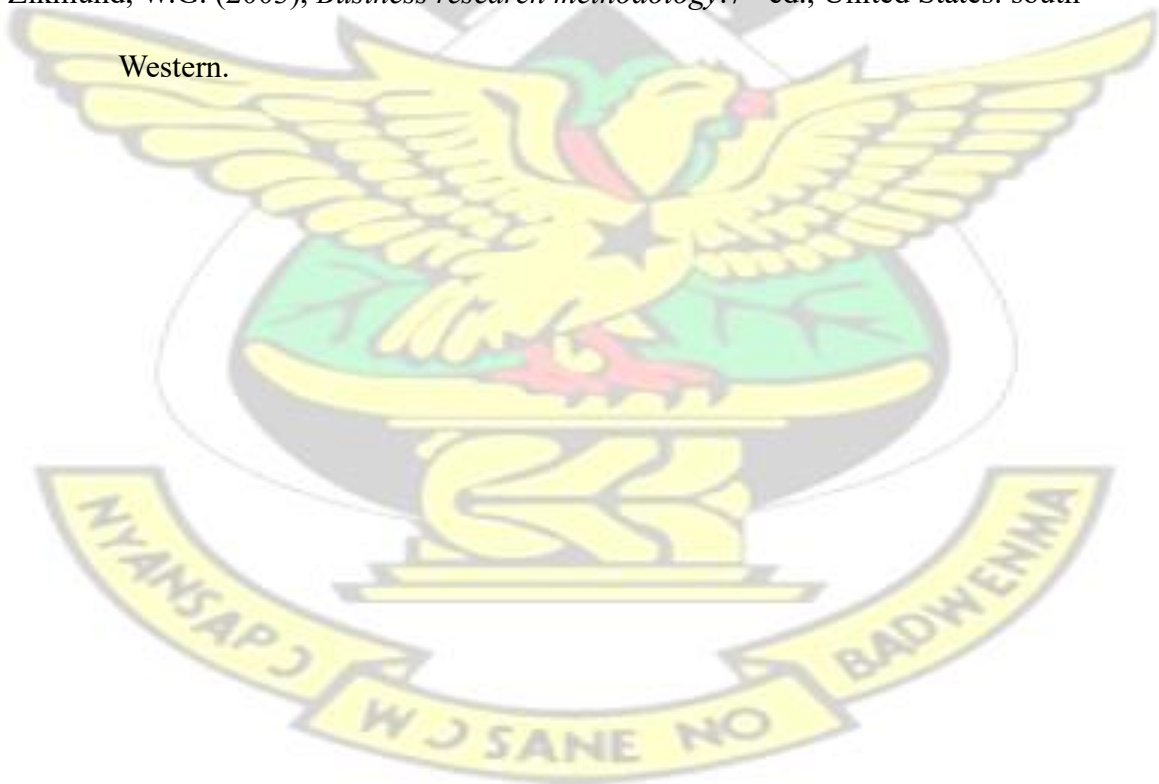 Zikmund, W.G. (2003), Business research methodology.7 ed., United States: south
Western.
NYANSAPƆ
WƆSANE NO
BADWENMA